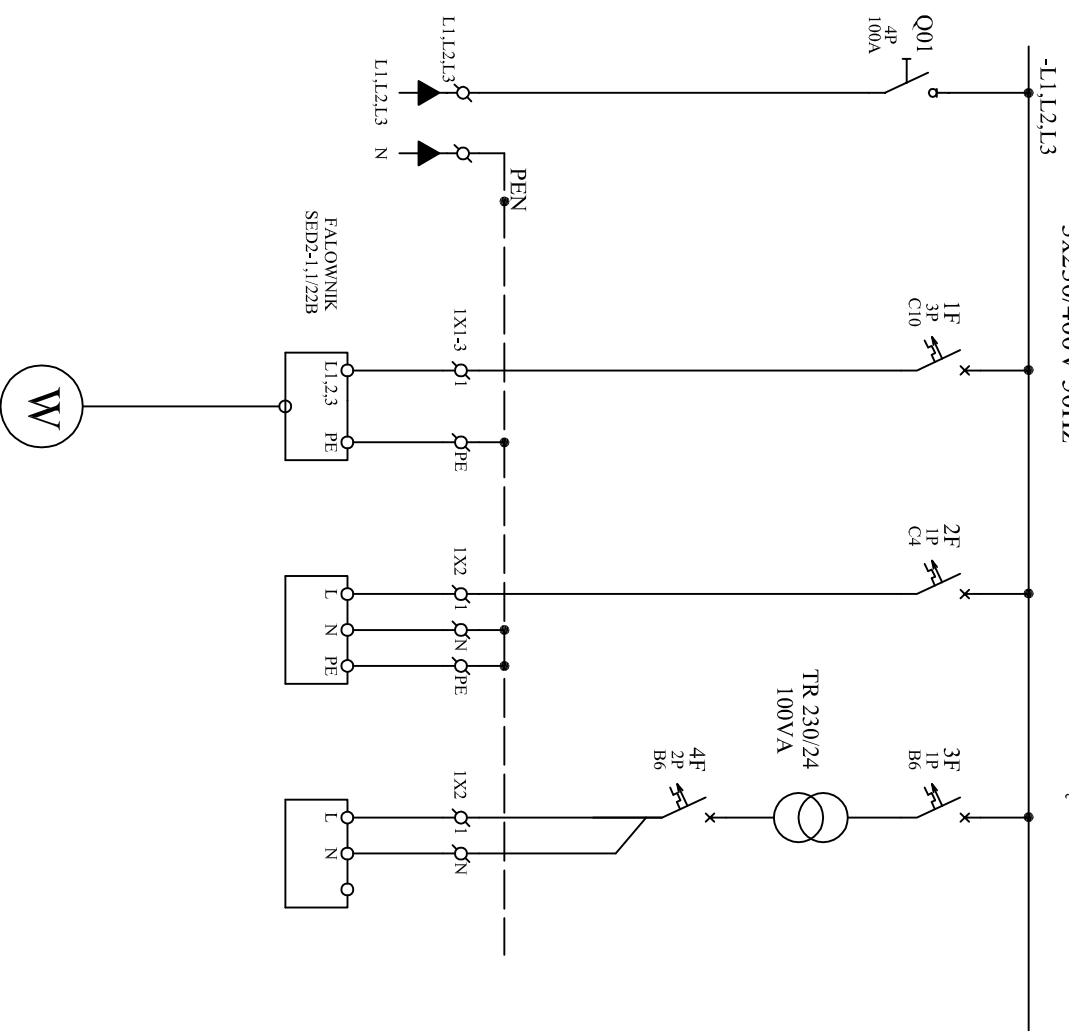 -L1,L2,L3
Q01
4P
100A
L1,L2,L3
L1,L2,L3
N
PEN
1F
3P
C10
1X1-3
1
PE
L1,2,3
PE
FALOWNIK
SED2-1,1/22B
W
2F
1P
C4
1X2
1
N
PE
L
N
PE
3F
1P
B6
TR 230/24
100VA
4F
2P
B6
1X2
1
N
L
N